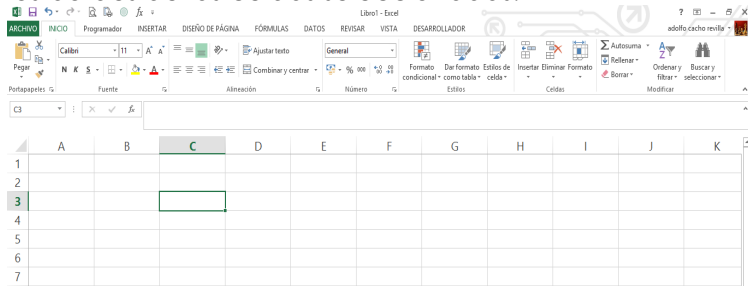 Libro1 - Excel
ARCHIVO INICIO Programador INSERTAR DISEÑO DE PÁGINA FÓRMULAS DATOS REVISAR VISTA DESARROLLADOR adolfo cacho revilla
Pegar
Calibri 11
N K S
Ajustar texto
Combinar y centrar
General
% 000
Formato condicional
Dar formato como tabla
Estilos de celda
Insertar Eliminar Formato
Autosuma
Rellenar
Borrar
Ordenar y filtrar
Buscar y seleccionar
Portapapeles Fuente Alineación Número Estilos Celdas Modificar
C3 fx
A B C D E F G H I J K
1
2
3
4
5
6
7